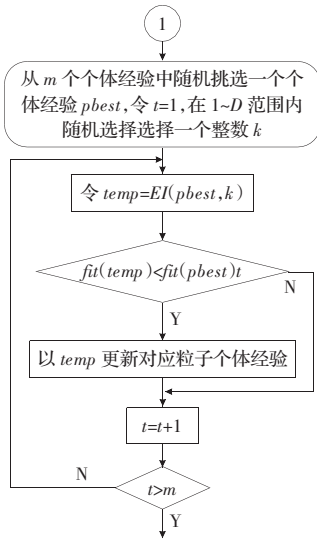 1
从 m 个个体经验中随机挑选一个个
体经验 pbest,令 t=1,在 1~D 范围内
随机选择选择一个整数 k
令 temp=EI(pbest,k)
fit(temp)<fit(pbest)t
N
Y
以 temp 更新对应粒子个体经验
t=t+1
N
t>m
Y